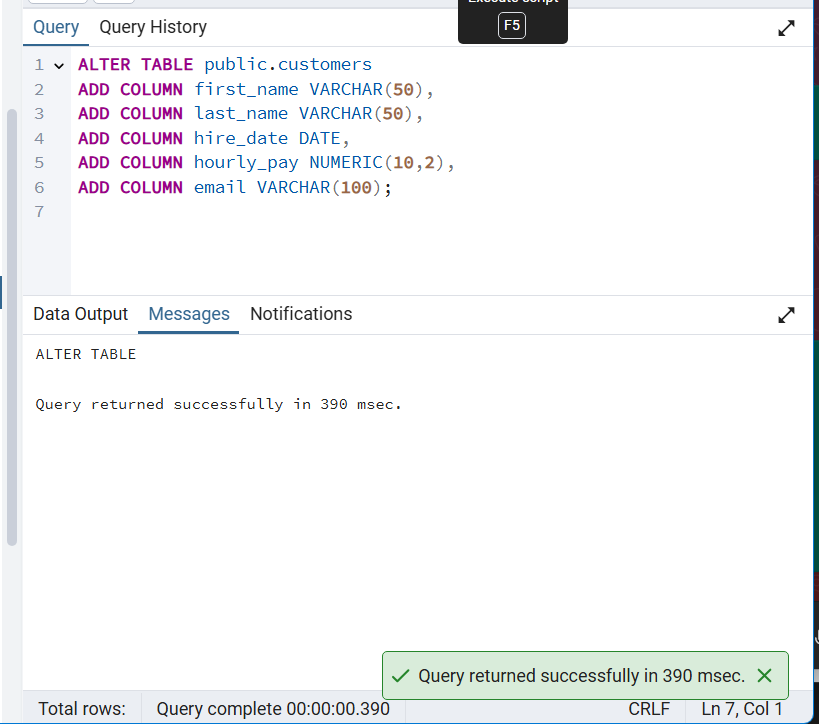 Execute script
F5
Query Query History
1 ALTER TABLE public.customers
2 ADD COLUMN first_name VARCHAR(50),
3 ADD COLUMN last_name VARCHAR(50),
4 ADD COLUMN hire_date DATE,
5 ADD COLUMN hourly_pay NUMERIC(10,2),
6 ADD COLUMN email VARCHAR(100);
7
Data Output Messages Notifications
ALTER TABLE
Query returned successfully in 390 msec.
Query returned successfully in 390 msec.
Total rows: Query complete 00:00:00.390 CRLF Ln 7, Col 1